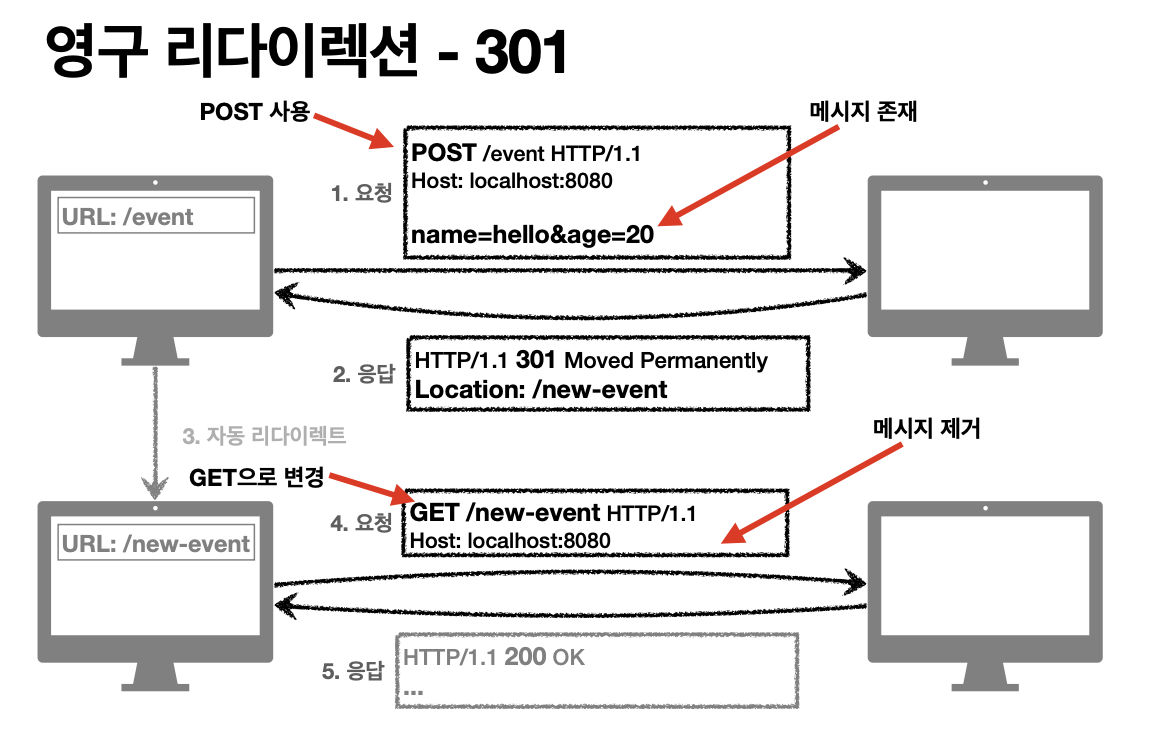 영구 리다이렉션 - 301
POST 사용
메시지 존재
1. 요청
POST /event HTTP/1.1
Host: localhost:8080
name=hello&age=20
URL: /event
2. 응답
HTTP/1.1 301 Moved Permanently
Location: /new-event
3. 자동 리다이렉트
메시지 제거
GET으로 변경
4. 요청
GET /new-event HTTP/1.1
Host: localhost:8080
URL: /new-event
5. 응답
HTTP/1.1 200 OK
...